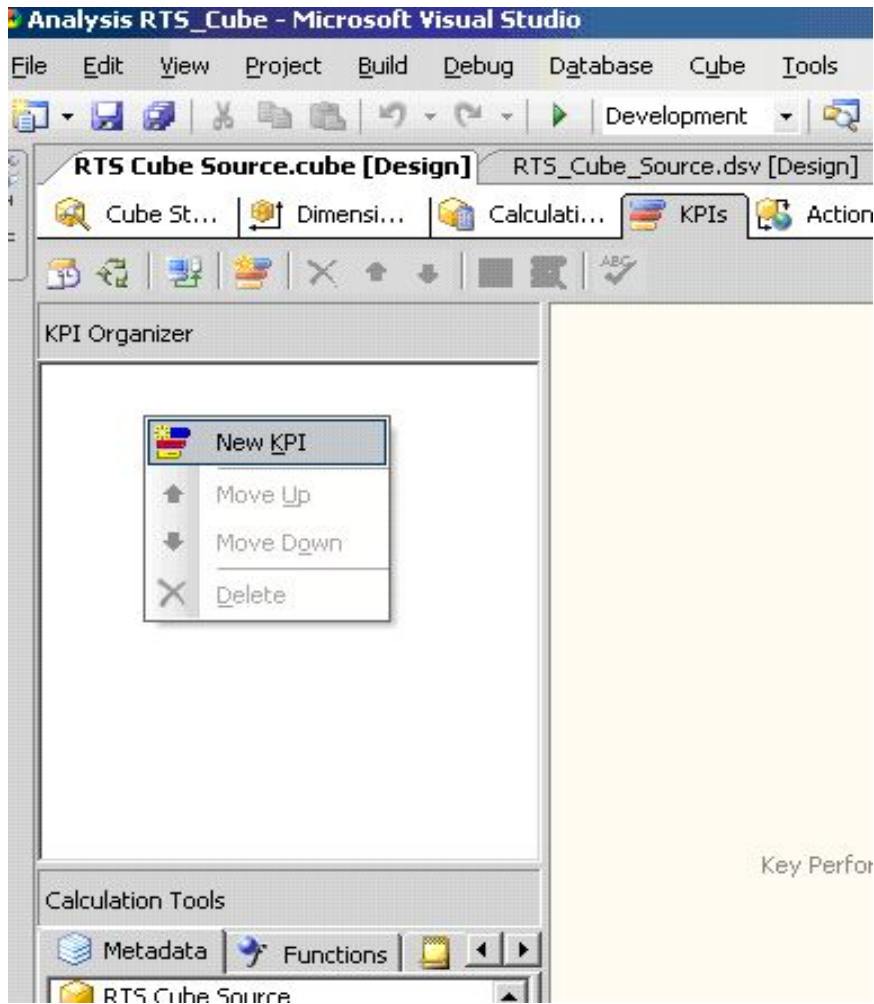 Analysis RTS_Cube - Microsoft Visual Studio
File Edit View Project Build Debug Database Cube Tools
Development
RTS Cube Source.cube [Design] RTS_Cube_Source.dsv [Design]
Cube St... Dimensi... Calculati... KPIs Action
ABC
KPI Organizer
New KPI
Move Up
Move Down
Delete
Key Perfor
Calculation Tools
Metadata Functions
RTS Cube Source